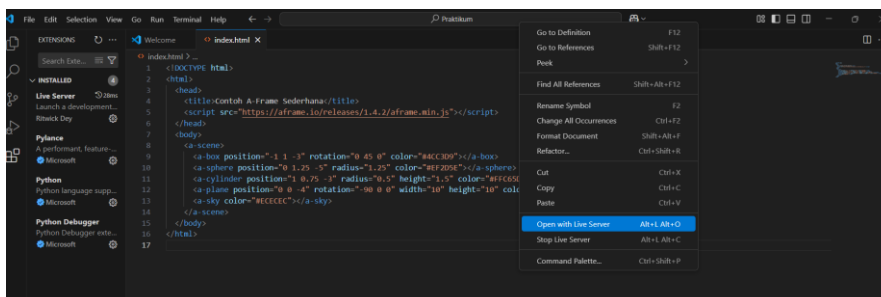 File Edit Selection View Go Run Terminal Help
Praktikum
EXTENSIONS
Search Exte...
INSTALLED 4
Live Server 28ms
Launch a development...
Ritwick Dey
Pylance
A performant, feature-...
Microsoft
Python
Python language supp...
Microsoft
Python Debugger
Python Debugger exte...
Microsoft
Welcome index.html
index.html > ...
1 <!DOCTYPE html>
2 <html>
3 <head>
4 <title>Contoh A-Frame Sederhana</title>
5 <script src="https://aframe.io/releases/1.4.2/aframe.min.js"></script>
6 </head>
7 <body>
8 <a-scene>
9 <a-box position="-1 1 -3" rotation="0 45 0" color="#4CC3D9"></a-box>
10 <a-sphere position="0 1.25 -5" radius="1.25" color="#EF2D5E"></a-sphere>
11 <a-cylinder position="1 0.75 -3" radius="0.5" height="1.5" color="#FFC65D
12 <a-plane position="0 0 -4" rotation="-90 0 0" width="10" height="10" colo
13 <a-sky color="#ECECEC"></a-sky>
14 </a-scene>
15 </body>
16 </html>
17
Go to Definition F12
Go to References Shift+F12
Peek
Find All References Shift+Alt+F12
Rename Symbol F2
Change All Occurrences Ctrl+F2
Format Document Shift+Alt+F
Refactor... Ctrl+Shift+R
Cut Ctrl+X
Copy Ctrl+C
Paste Ctrl+V
Open with Live Server Alt+L Alt+O
Stop Live Server Alt+L Alt+C
Command Palette... Ctrl+Shift+P